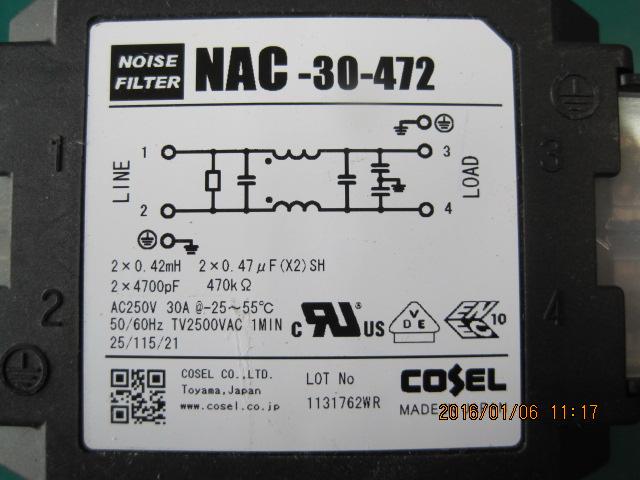 NOISE
FILTER
NAC -30-472
1
3
1
3
LINE
LOAD
2
4
2 × 0.42mH 2 × 0.47μF(X2)SH
2 × 4700pF 470kΩ
2
4
AC250V 30A @-25~55℃
50/60Hz TV2500VAC 1MIN
25/115/21
C UR US
VDE
ENEC 10
COSEL CO.,LTD.
Toyama,Japan
www.cosel.co.jp
LOT No
1131762WR
COSEL
MADE
2016/01/06 11:17